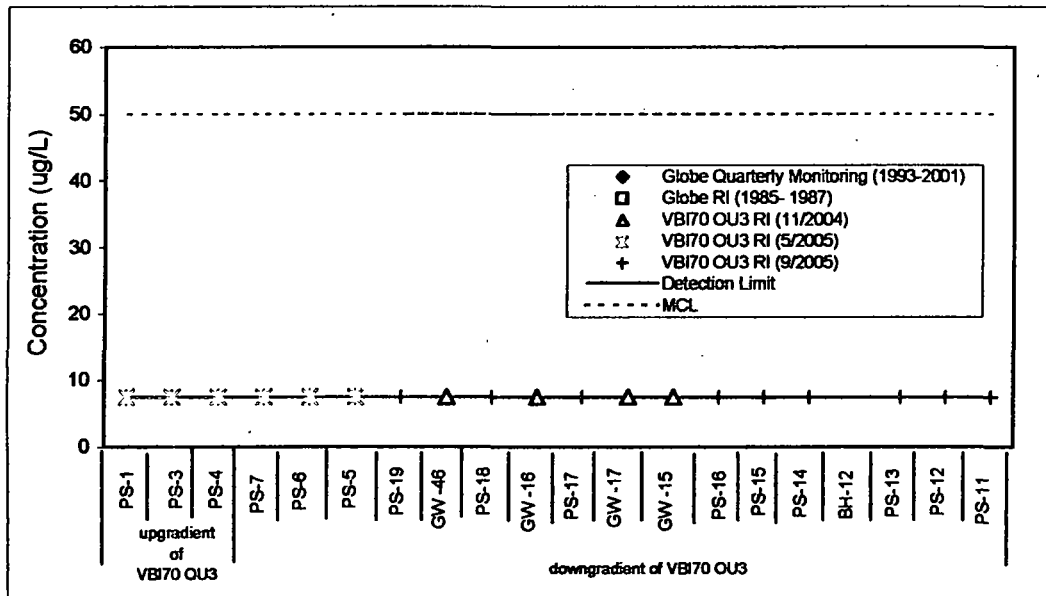 60
50
40
30
20
10
0
Concentration (ug/L)
Globe Quarterly Monitoring (1993-2001)
Globe RI (1985- 1987)
VBI70 OU3 RI (11/2004)
VBI70 OU3 RI (5/2005)
VBI70 OU3 RI (9/2005)
Detection Limit
MCL
PS-1
PS-3
PS-4
PS-7
PS-6
PS-5
PS-19
GW -46
PS-18
GW -16
PS-17
GW -17
GW -15
PS-16
PS-15
PS-14
BH-12
PS-13
PS-12
PS-11
upgradient
of
VBI70 OU3
downgradient of VBI70 OU3